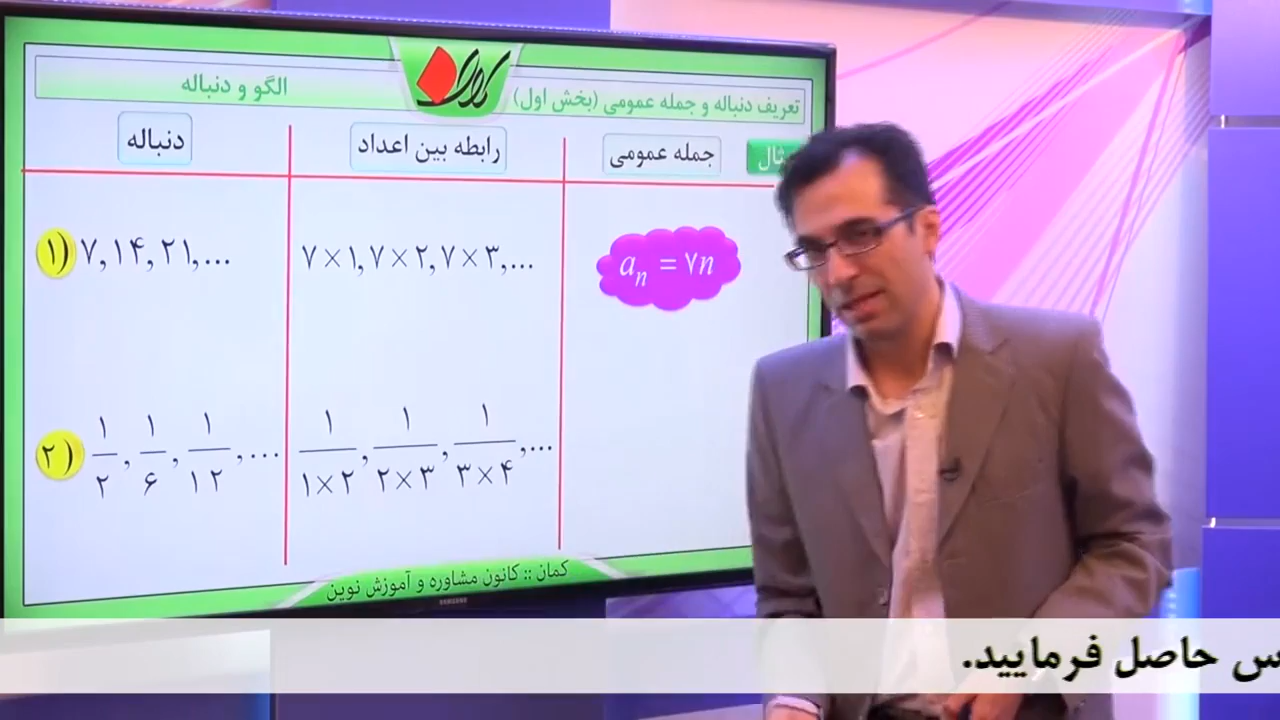 الگو و دنباله
تعریف دنباله و جمله عمومی (بخش اول)
دنباله
رابطه بین اعداد
جمله عمومی
۱) ۷, ۱۴, ۲۱, ...
۷ × ۱, ۷ × ۲, ۷ × ۳, ...
aₙ = ۷n
۲) ۱/۲, ۱/۶, ۱/۱۲, ...
۱/۱×۲, ۱/۲×۳, ۱/۳×۴, ...
کمان :: کانون مشاوره و آموزش نوین
SAMSUNG
حاصل فرمایید.